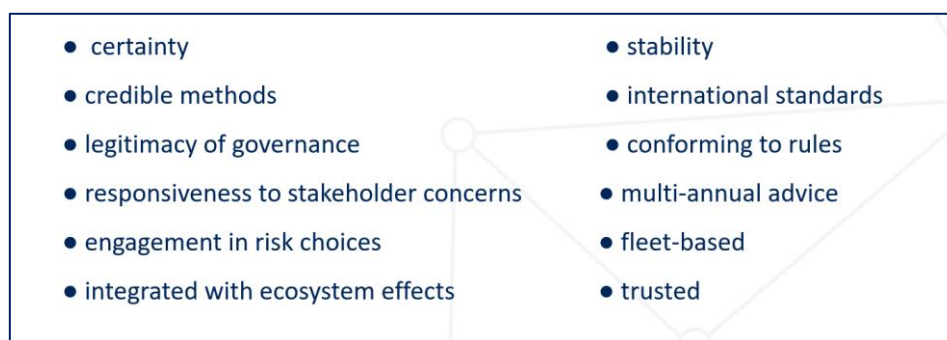 ● certainty
● credible methods
● legitimacy of governance
● responsiveness to stakeholder concerns
● engagement in risk choices
● integrated with ecosystem effects
● stability
● international standards
● conforming to rules
● multi-annual advice
● fleet-based
● trusted